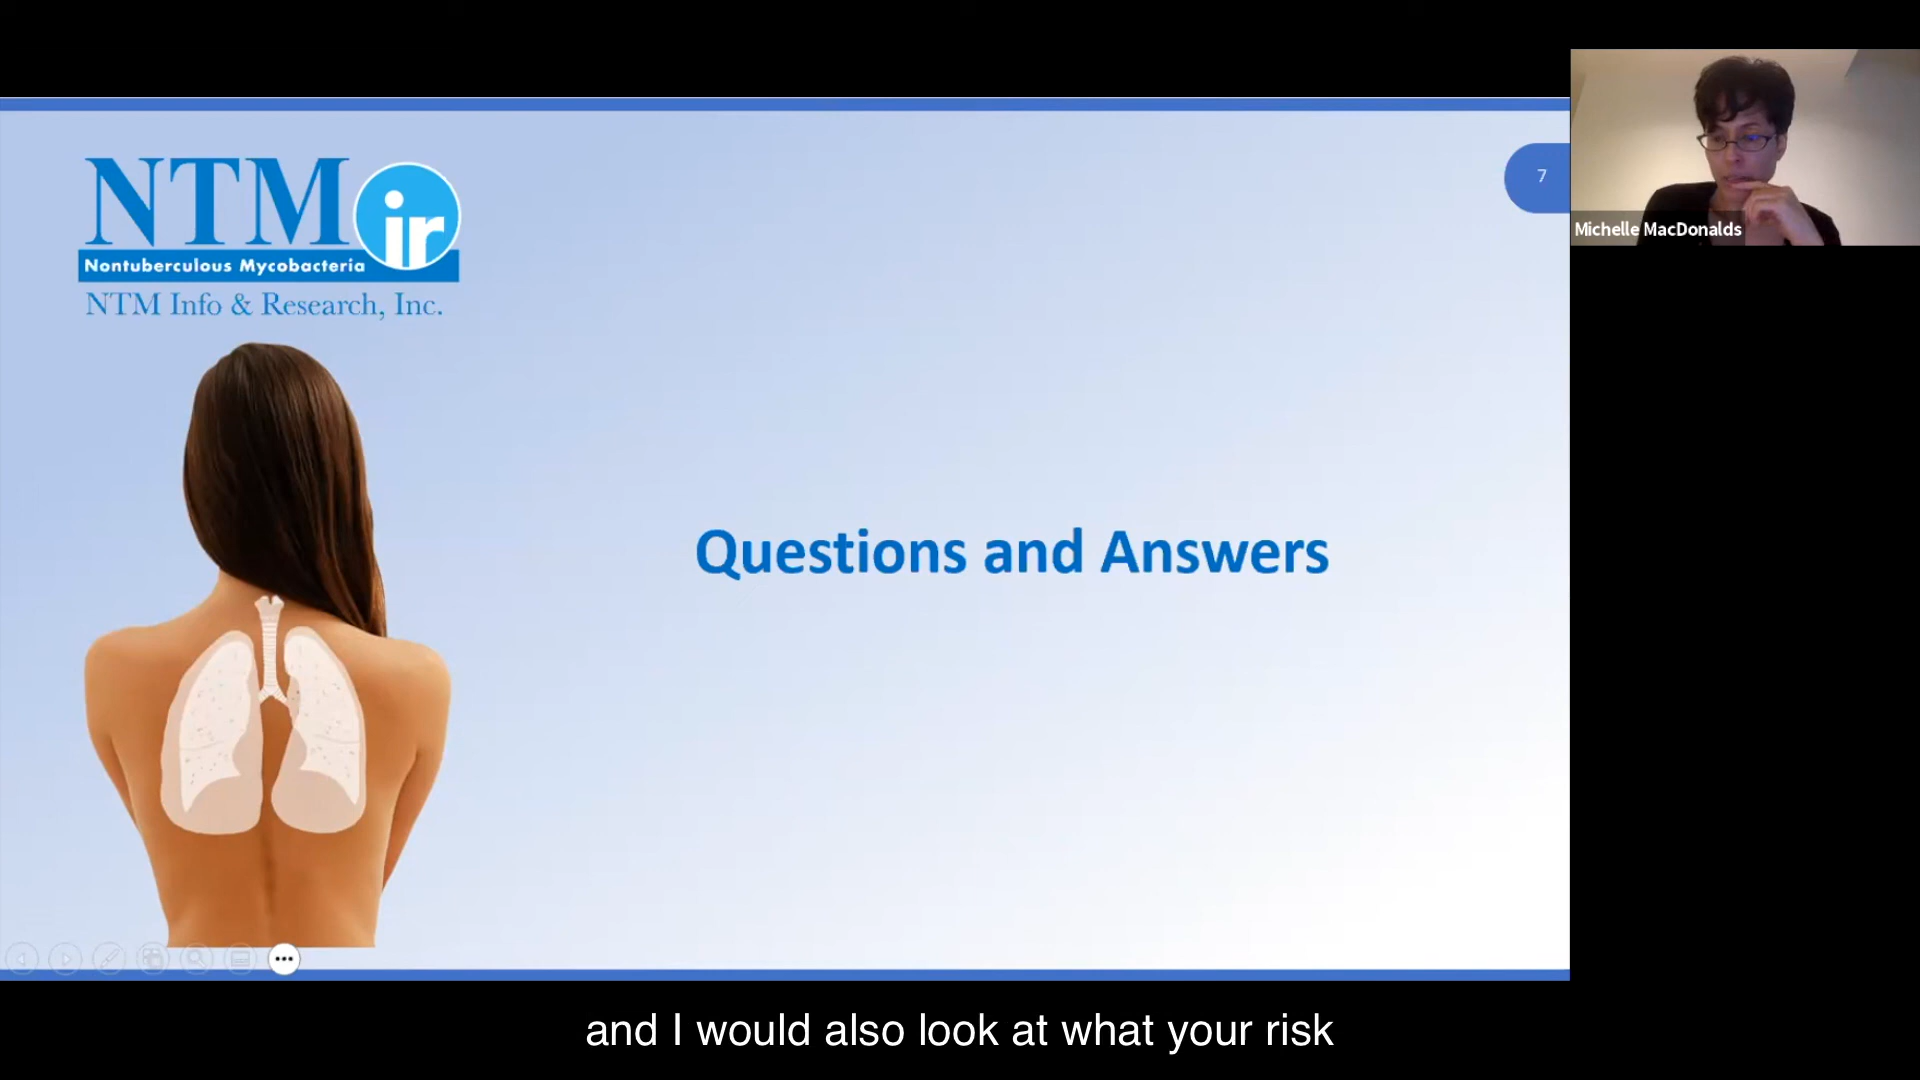 NTM
ir
Nontuberculous Mycobacteria
NTM Info & Research, Inc.
7
Michelle MacDonalds
Questions and Answers
and I would also look at what your risk